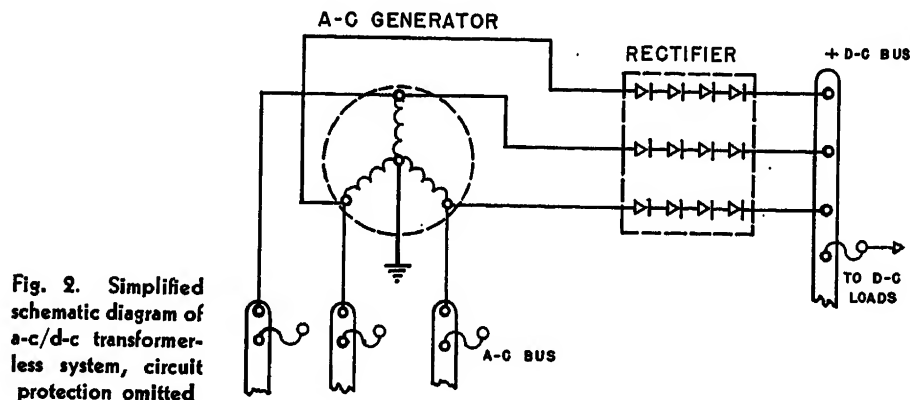 A-C GENERATOR
RECTIFIER
+ D-C BUS
TO D-C
LOADS
A-C BUS
Fig. 2. Simplified
schematic diagram of
a-c/d-c transformer-
less system, circuit
protection omitted